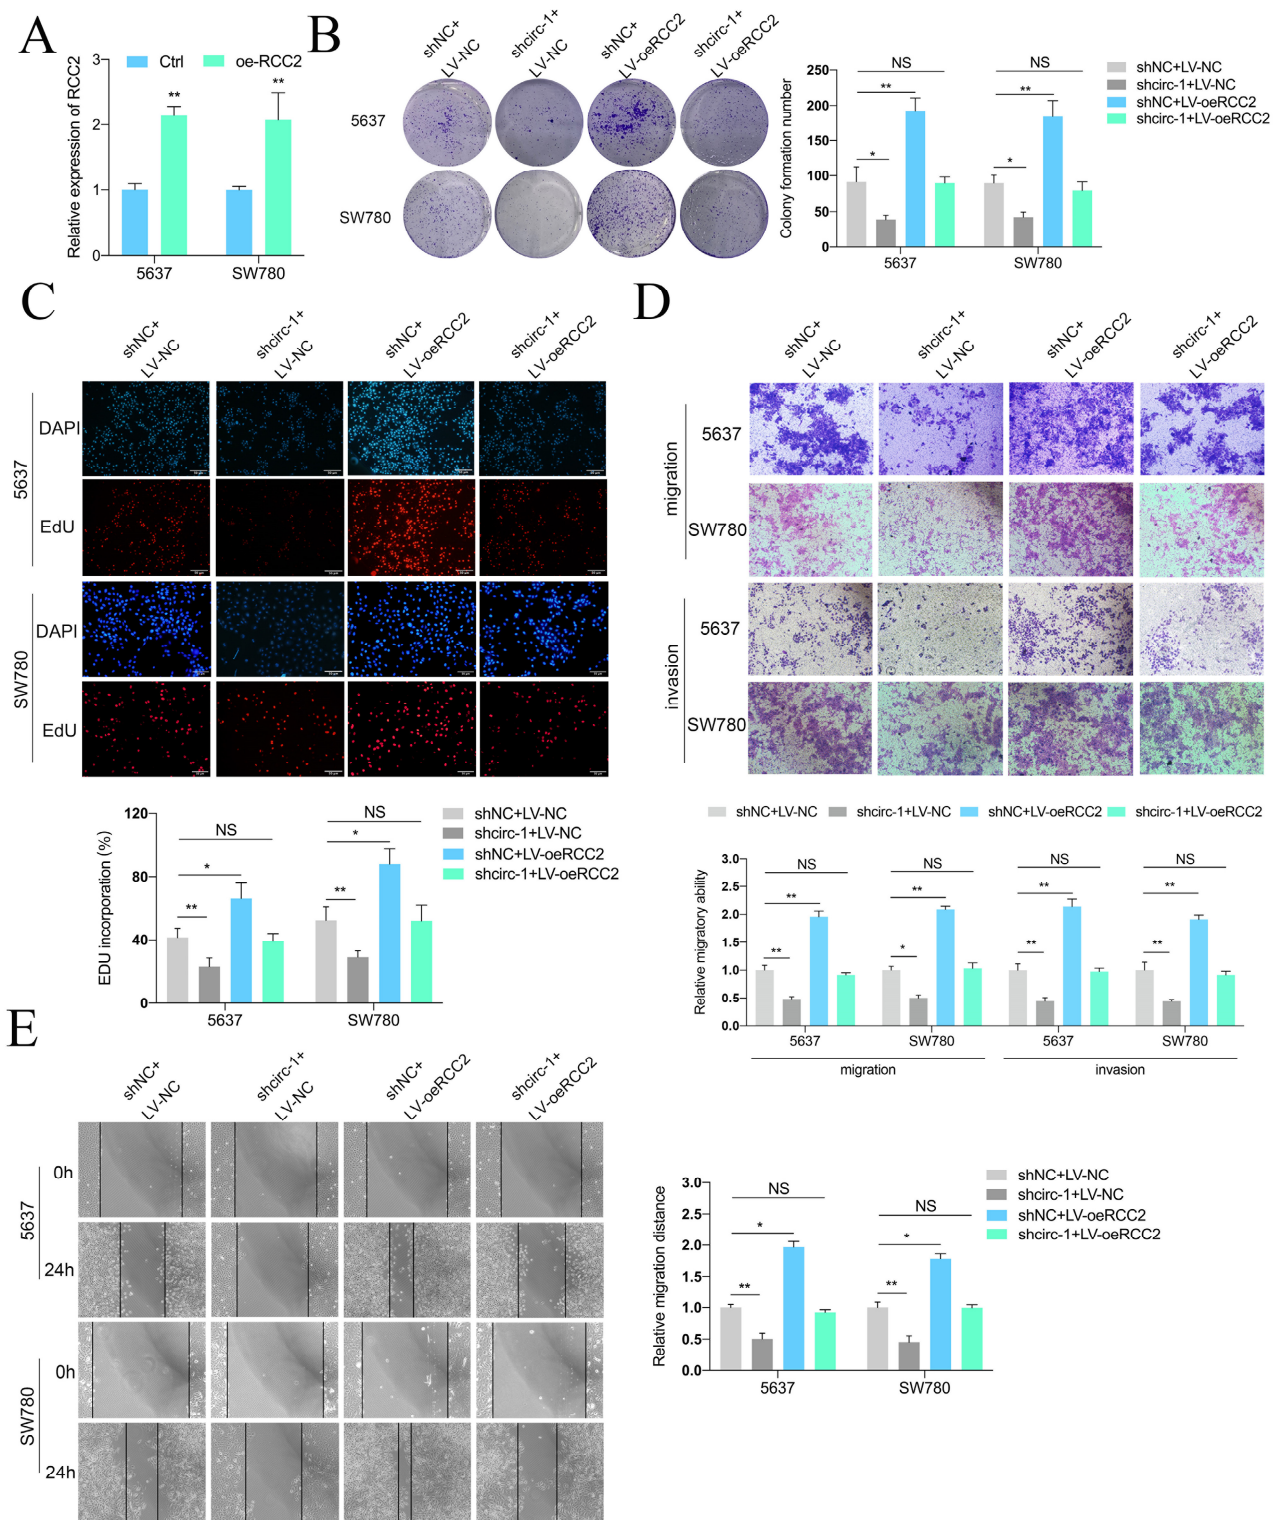 A
Relative expression of RCC2
3
2
1
0
Ctrl
oe-RCC2
**
**
5637
SW780
B
shNC+
LV-NC
shcirc-1+
LV-NC
shNC+
LV-oeRCC2
shcirc-1+
LV-oeRCC2
5637
SW780
Colony formation number
250
200
150
100
50
0
NS
**
*
NS
**
*
5637
SW780
shNC+LV-NC
shcirc-1+LV-NC
shNC+LV-oeRCC2
shcirc-1+LV-oeRCC2
C
shNC+
LV-NC
shcirc-1+
LV-NC
shNC+
LV-oeRCC2
shcirc-1+
LV-oeRCC2
5637
DAPI
EdU
SW780
DAPI
EdU
EDU incorporation (%)
120
80
40
0
NS
*
**
NS
*
**
5637
SW780
shNC+LV-NC
shcirc-1+LV-NC
shNC+LV-oeRCC2
shcirc-1+LV-oeRCC2
D
shNC+
LV-NC
shcirc-1+
LV-NC
shNC+
LV-oeRCC2
shcirc-1+
LV-oeRCC2
migration
5637
SW780
invasion
5637
SW780
shNC+LV-NC
shcirc-1+LV-NC
shNC+LV-oeRCC2
shcirc-1+LV-oeRCC2
Relative migratory ability
3.0
2.5
2.0
1.5
1.0
0.5
0.0
NS
**
**
NS
**
*
NS
**
**
NS
**
**
5637
SW780
5637
SW780
migration
invasion
E
shNC+
LV-NC
shcirc-1+
LV-NC
shNC+
LV-oeRCC2
shcirc-1+
LV-oeRCC2
5637
0h
24h
SW780
0h
24h
Relative migration distance
3.0
2.5
2.0
1.5
1.0
0.5
0.0
NS
*
**
NS
*
**
5637
SW780
shNC+LV-NC
shcirc-1+LV-NC
shNC+LV-oeRCC2
shcirc-1+LV-oeRCC2